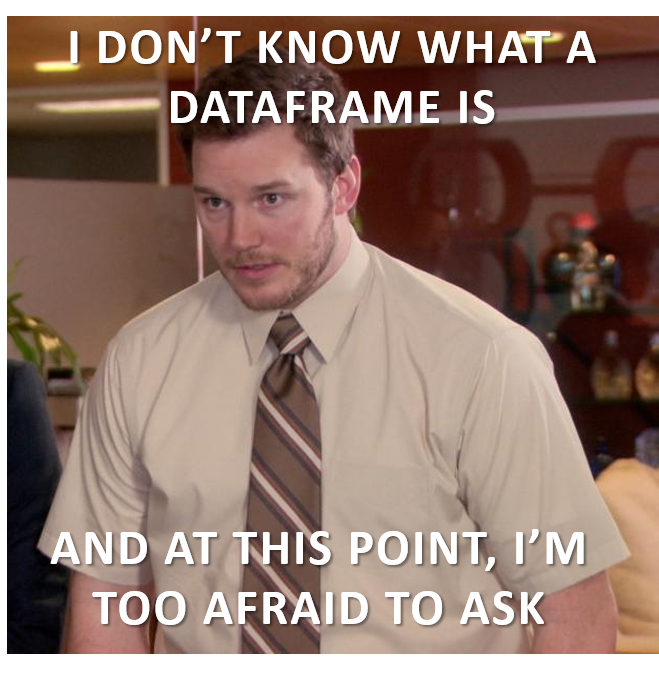 I DON’T KNOW WHAT A
DATAFRAME IS
AND AT THIS POINT, I’M
TOO AFRAID TO ASK